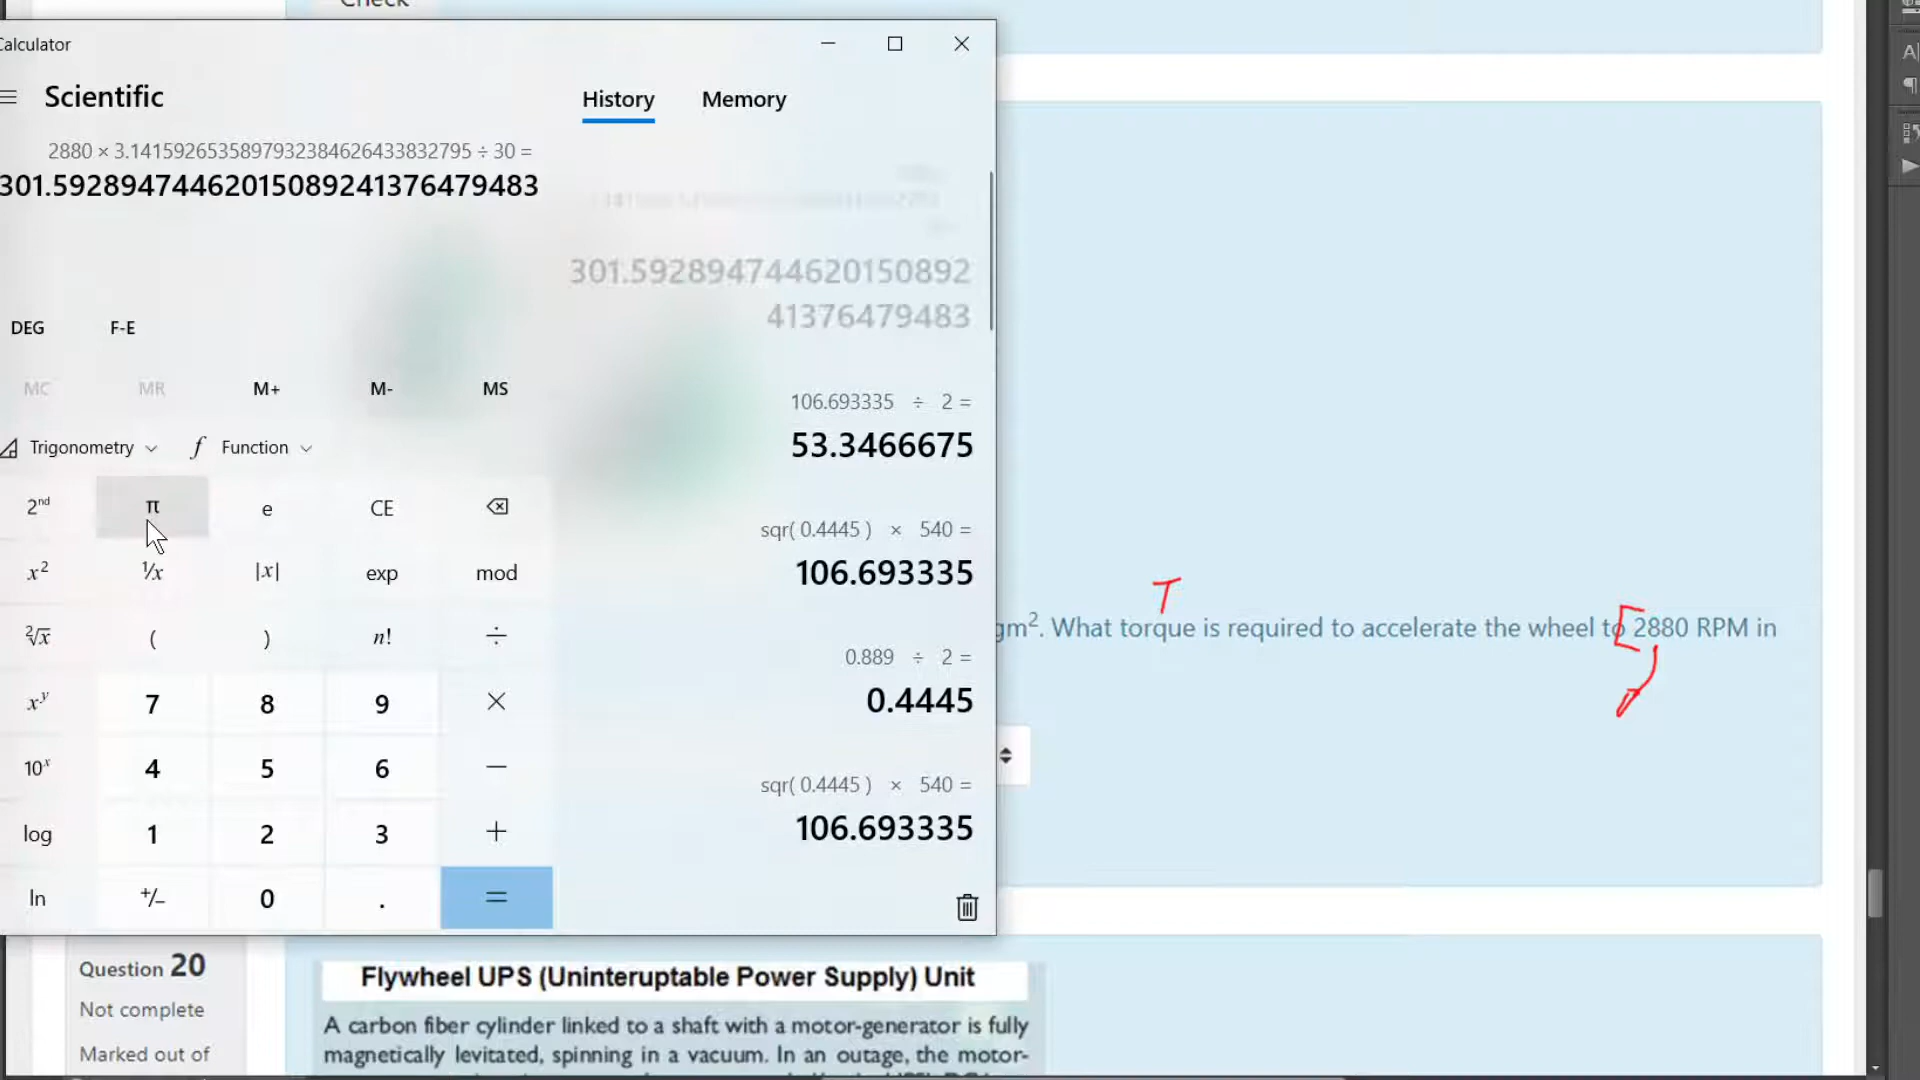 Check
Calculator
Scientific
History
Memory
2880 × 3.1415926535897932384626433832795 ÷ 30 =
301.59289474462015089241376479483
301.592894744620150892
41376479483
DEG
F-E
106.693335 ÷ 2 =
53.3466675
MC
MR
M+
M-
MS
Trigonometry
f Function
2nd
π
e
CE
sqr( 0.4445 ) × 540 =
106.693335
x²
¹/x
|x|
exp
mod
T
gm². What torque is required to accelerate the wheel to 2880 RPM in
²√x
(
)
n!
÷
0.889 ÷ 2 =
0.4445
xʸ
7
8
9
×
10ˣ
4
5
6
−
sqr( 0.4445 ) × 540 =
106.693335
log
1
2
3
+
ln
+/−
0
.
=
Question 20
Not complete
Marked out of
Flywheel UPS (Uninteruptable Power Supply) Unit
A carbon fiber cylinder linked to a shaft with a motor-generator is fully
magnetically levitated, spinning in a vacuum. In an outage, the motor-